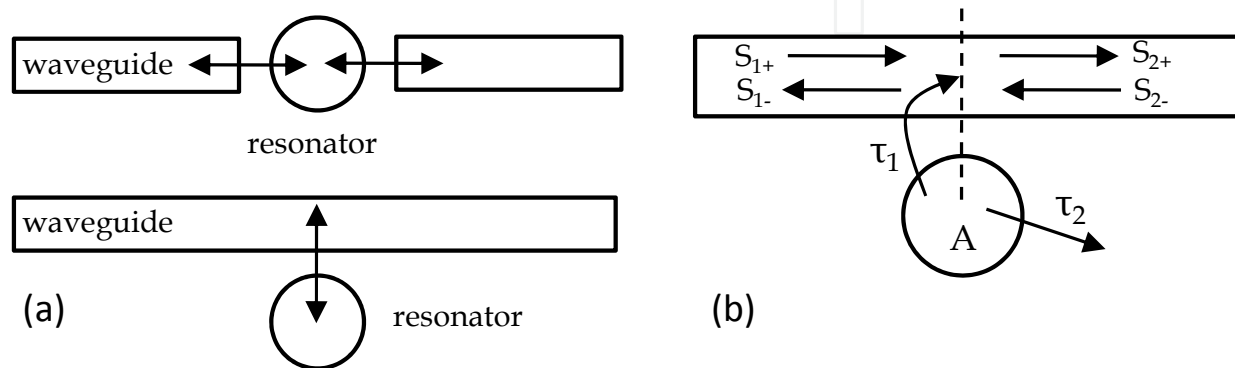 waveguide
resonator
waveguide
resonator
(a)
S₁₊ S₂₊
S₁₋ S₂₋
τ₁
τ₂
A
(b)